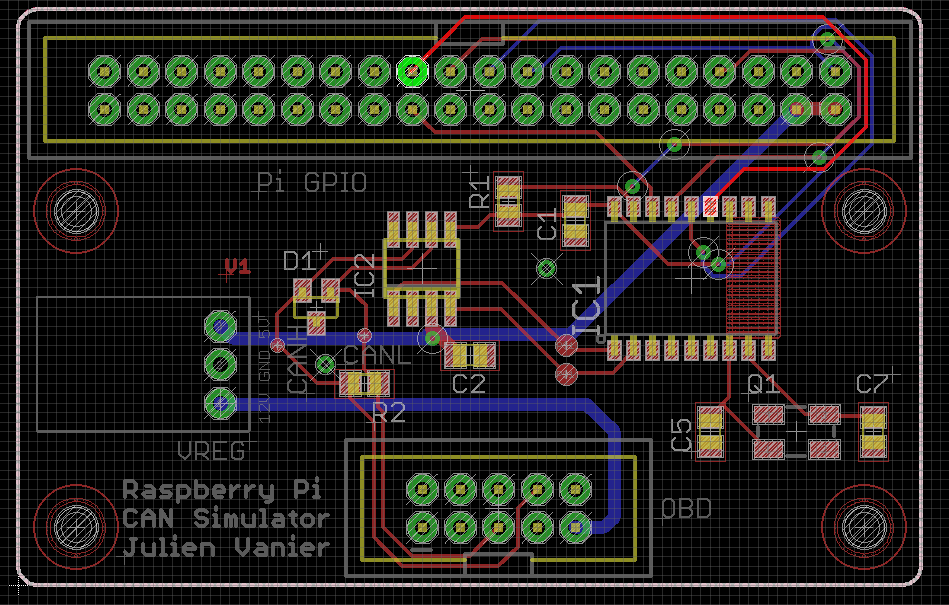 Pi GPIO
R1
C1
V1
D1
IC2
IC1
5V
GND
12V
CANH
CANL
C2
R2
Q1
C7
C5
VREG
OBD
Raspberry Pi
CAN Simulator
Julien Vanier